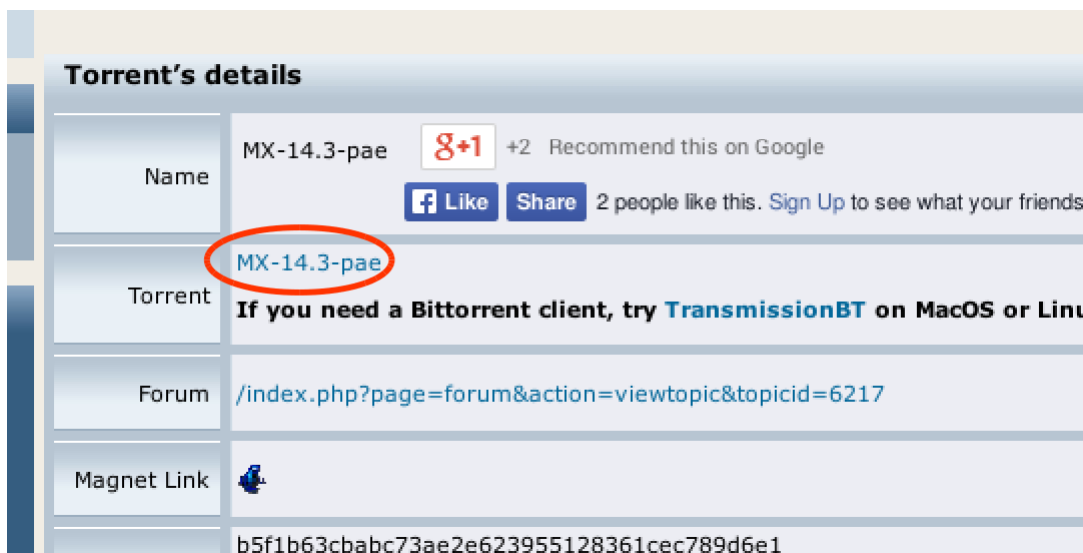 Torrent's details
Name
MX-14.3-pae
g+1
+2 Recommend this on Google
Like
Share
2 people like this. Sign Up to see what your friends
Torrent
MX-14.3-pae
If you need a Bittorrent client, try TransmissionBT on MacOS or
Forum
/index.php?page=forum&action=viewtopic&topicid=6217
Magnet Link
b5f1b63cbabc73ae2e623955128361cec789d6e1